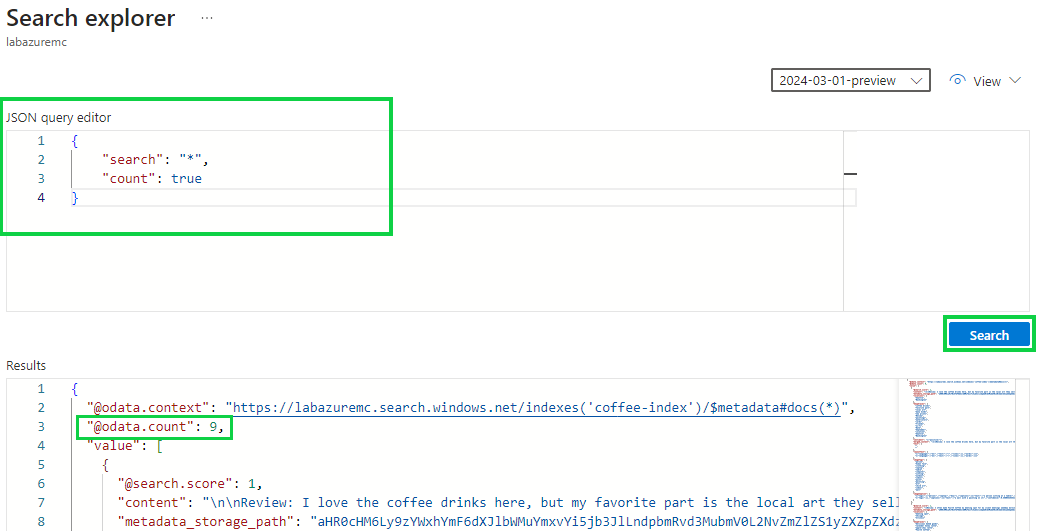 Search explorer ...
labazuremc
2024-03-01-preview
View
JSON query editor
1 {
2 "search": "*",
3 "count": true
4 }
Search
Results
1 {
2 "@odata.context": "https://labazuremc.search.windows.net/indexes('coffee-index')/$metadata#docs(*)",
3 "@odata.count": 9,
4 "value": [
5 {
6 "@search.score": 1,
7 "content": "\n\nReview: I love the coffee drinks here, but my favorite part is the local art they sell
8 "metadata_storage_path":